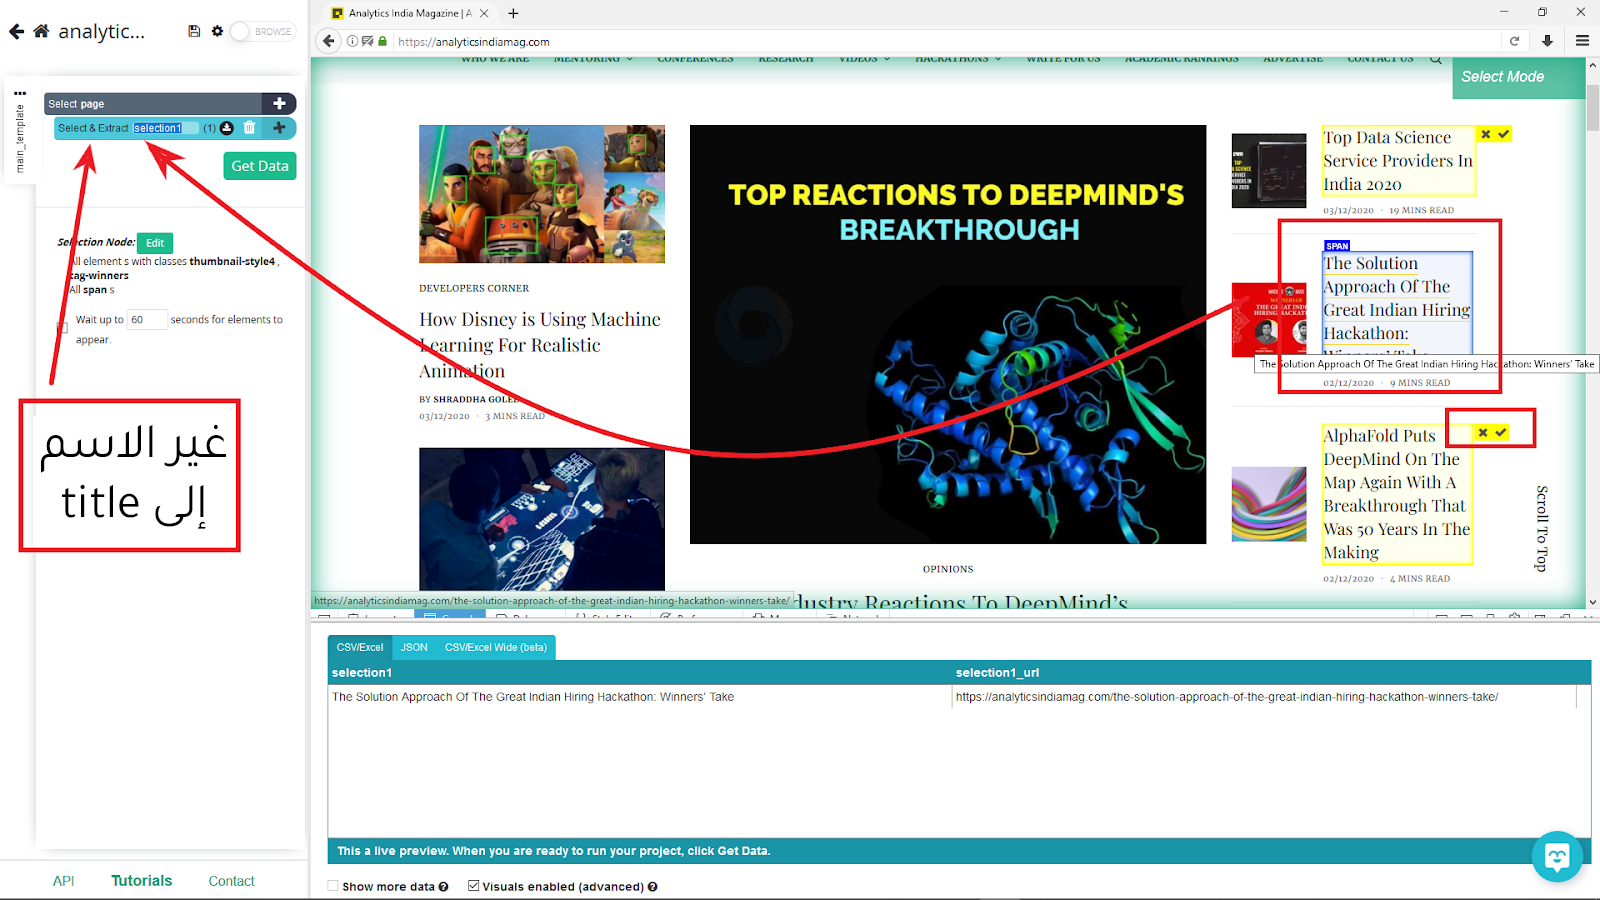 analytic...
BROWSE
main_template
Select page
Select & Extract selection1 (1)
Get Data
Selection Node: Edit
All element s with classes thumbnail-style4 ,
tag-winners
All span s
Wait up to 60 seconds for elements to
appear.
غير الاسم
إلى title
API Tutorials Contact
Analytics India Magazine | A
https://analyticsindiamag.com
WHO WE ARE MENTORING CONFERENCES RESEARCH VIDEOS HACKATHONS WRITE FOR US ACADEMIC RANKINGS ADVERTISE CONTACT US
Select Mode
DEVELOPERS CORNER
How Disney is Using Machine
Learning For Realistic
Animation
BY SHRADDHA GOLED
03/12/2020 · 3 MINS READ
TOP REACTIONS TO DEEPMIND'S
BREAKTHROUGH
OPINIONS
dustry Reactions To DeepMind's
Top Data Science
Service Providers In
India 2020
03/12/2020 · 19 MINS READ
SPAN
The Solution
Approach Of The
Great Indian Hiring
Hackathon:
Winners' Take
The Solution Approach Of The Great Indian Hiring Hackathon: Winners' Take
02/12/2020 · 9 MINS READ
AlphaFold Puts
DeepMind On The
Map Again With A
Breakthrough That
Was 50 Years In The
Making
02/12/2020 · 4 MINS READ
Scroll To Top
https://analyticsindiamag.com/the-solution-approach-of-the-great-indian-hiring-hackathon-winners-take/
CSV/Excel JSON CSV/Excel Wide (beta)
selection1 selection1_url
The Solution Approach Of The Great Indian Hiring Hackathon: Winners' Take https://analyticsindiamag.com/the-solution-approach-of-the-great-indian-hiring-hackathon-winners-take/
This a live preview. When you are ready to run your project, click Get Data.
Show more data Visuals enabled (advanced)